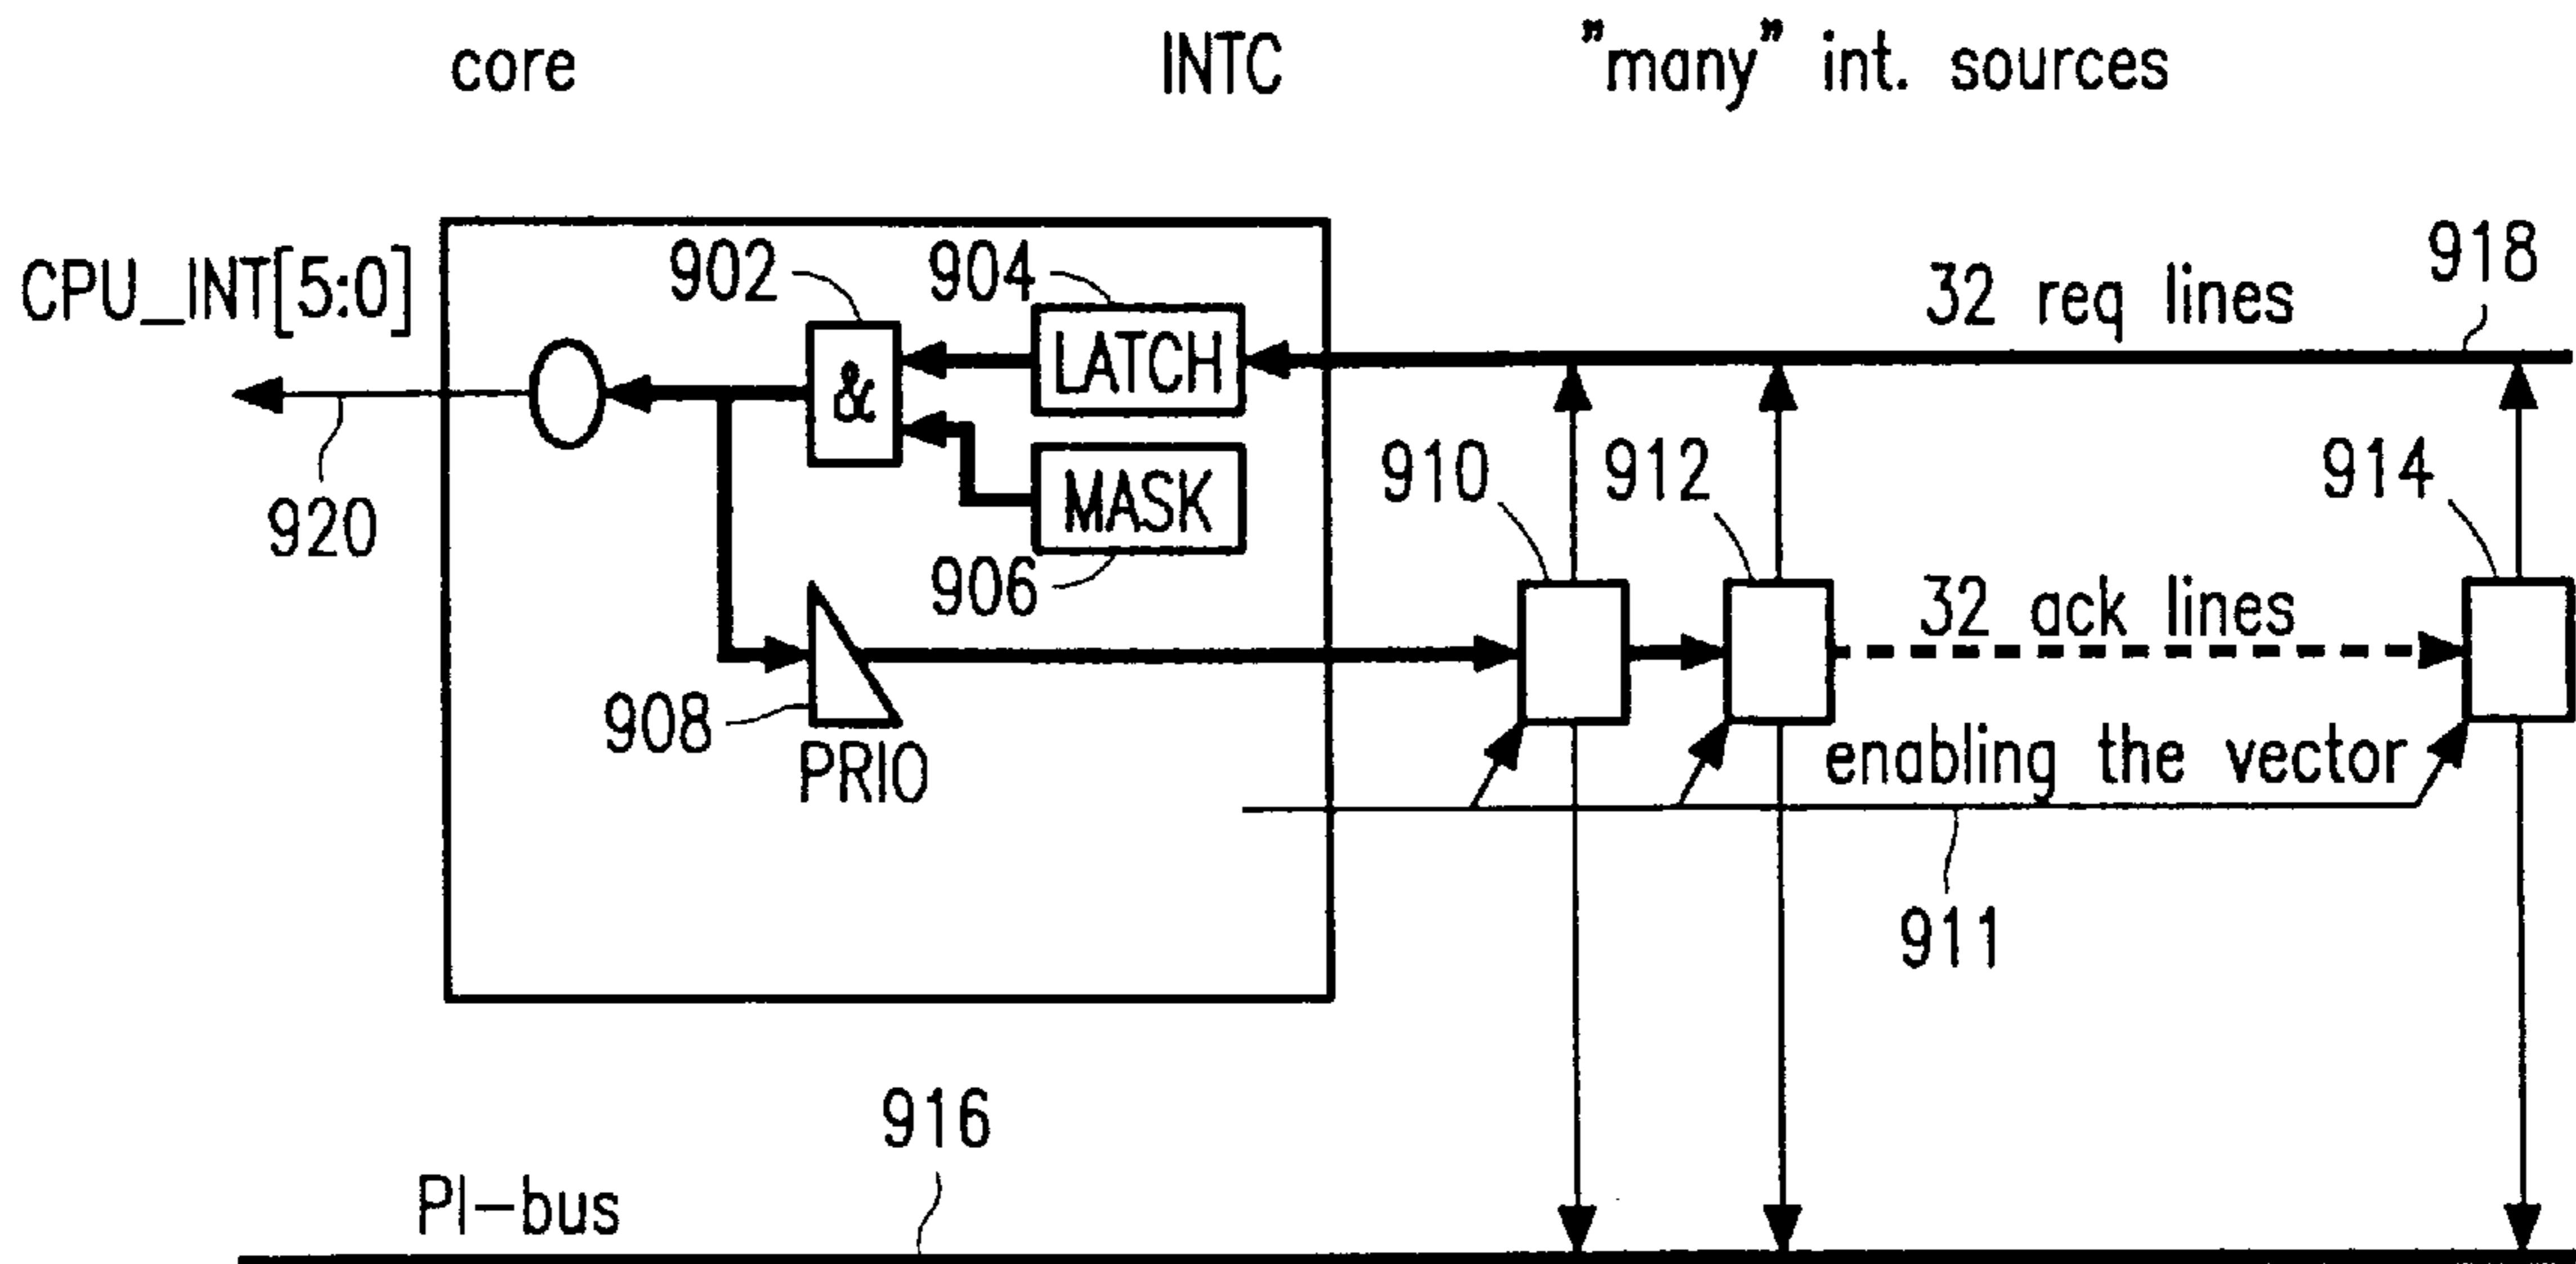 core
INTC
"many" int. sources
CPU_INT[5:0]
902
904
32 req lines
918
LATCH
&
MASK
920
906
910
912
914
32 ack lines
908
PRIO
enabling the vector
911
916
PI-bus